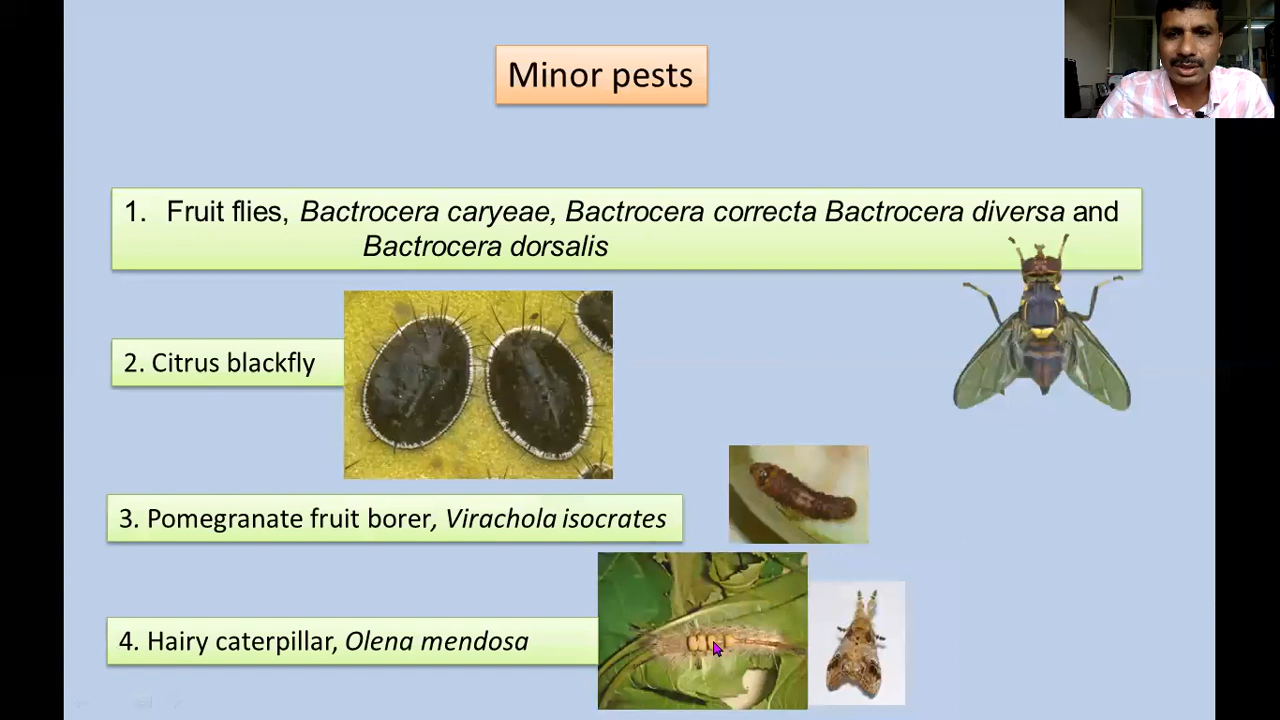 Minor pests
1. Fruit flies, Bactrocera caryeae, Bactrocera correcta Bactrocera diversa and
Bactrocera dorsalis
2. Citrus blackfly
3. Pomegranate fruit borer, Virachola isocrates
4. Hairy caterpillar, Olena mendosa